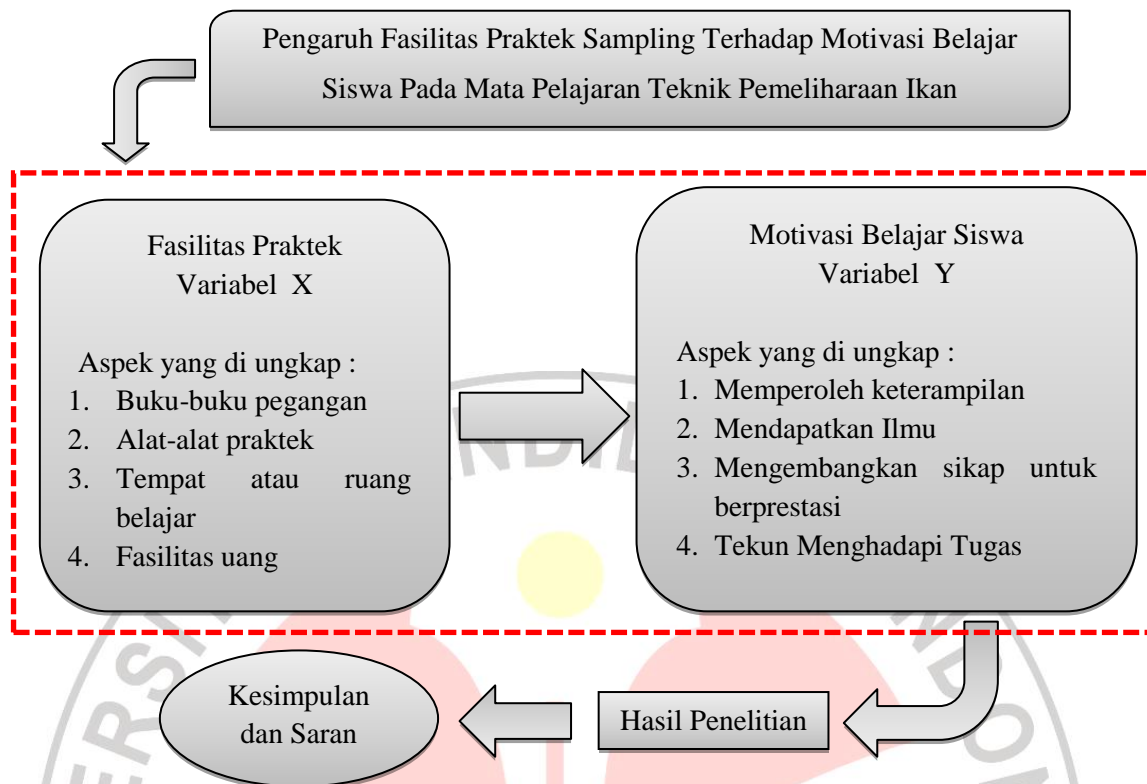 Pengaruh Fasilitas Praktek Sampling Terhadap Motivasi Belajar
Siswa Pada Mata Pelajaran Teknik Pemeliharaan Ikan
Fasilitas Praktek
Variabel X
Aspek yang di ungkap :
1. Buku-buku pegangan
2. Alat-alat praktek
3. Tempat atau ruang
belajar
4. Fasilitas uang
Motivasi Belajar Siswa
Variabel Y
Aspek yang di ungkap :
1. Memperoleh keterampilan
2. Mendapatkan Ilmu
3. Mengembangkan sikap untuk
berprestasi
4. Tekun Menghadapi Tugas
Hasil Penelitian
Kesimpulan
dan Saran